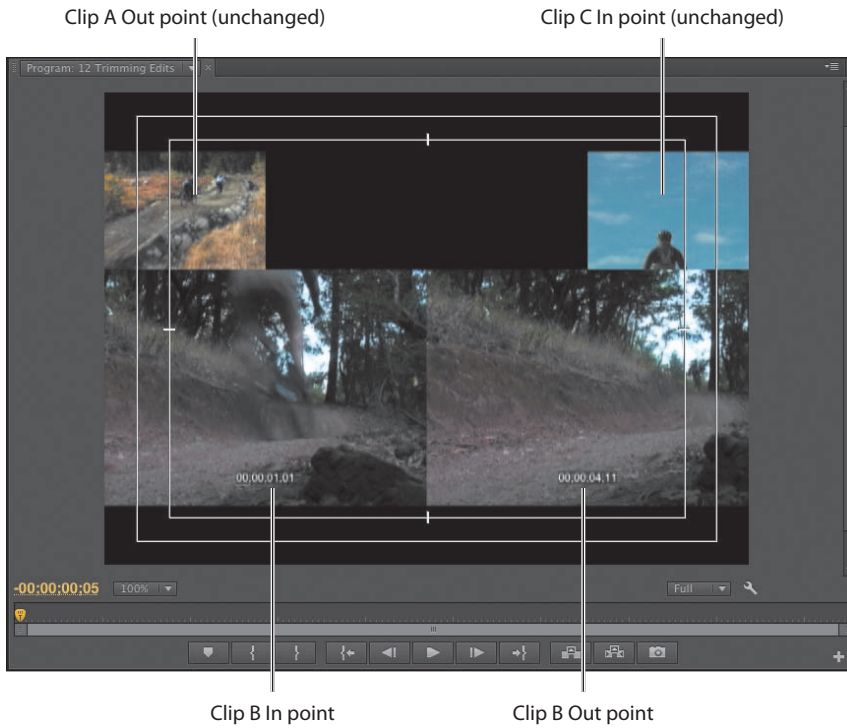 Clip A Out point (unchanged)
Clip C In point (unchanged)
Program: 12 Trimming Edits
00;00;01;01
00;00;04;11
-00;00;00;05
100%
Full
Clip B In point
Clip B Out point